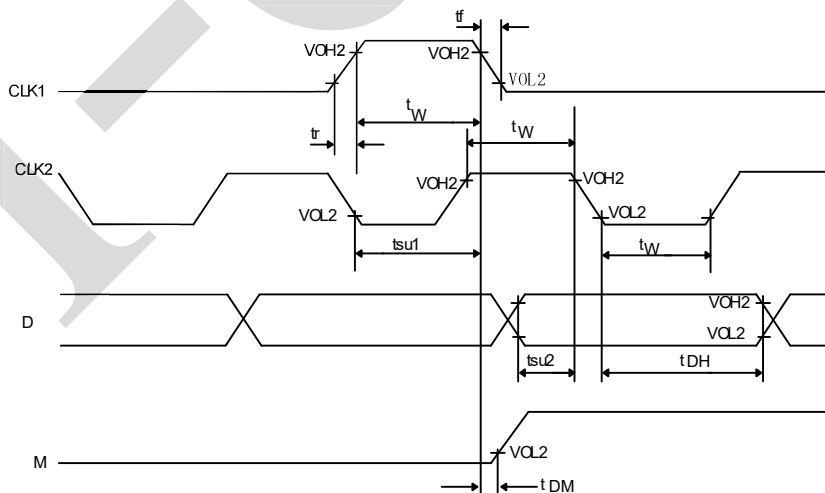 tf
VOH2
VOH2
VOL2
CLK1
tW
tr
tW
CLK2
VOH2
VOH2
VOL2
VOL2
tsu1
tW
D
VOH2
VOL2
tsu2
tDH
VOL2
M
tDM